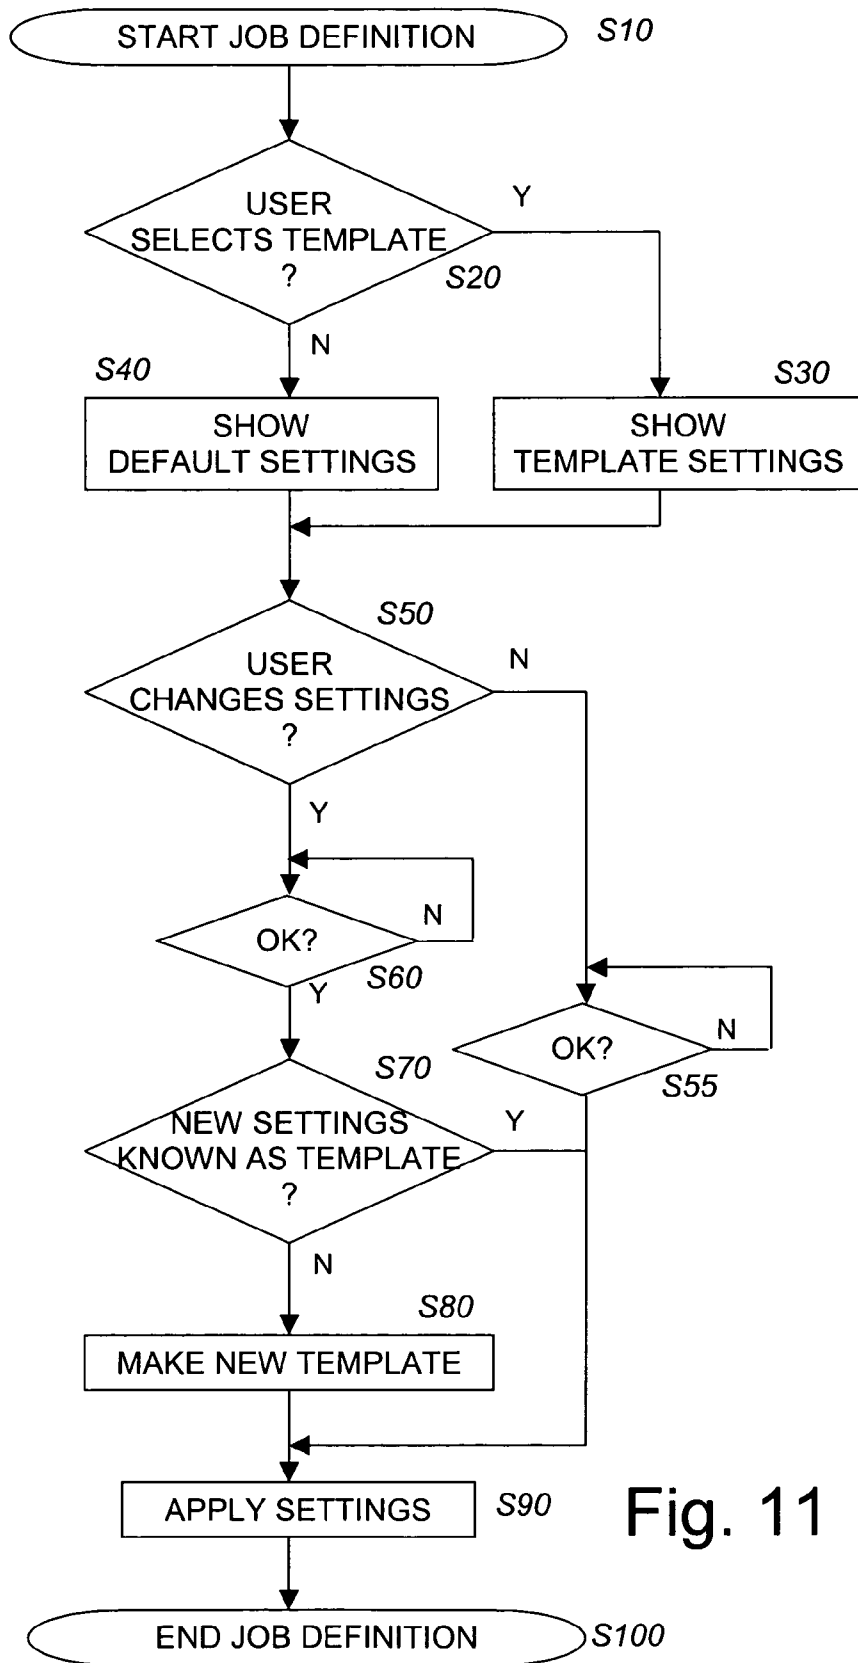 START JOB DEFINITION
S10
USER
SELECTS TEMPLATE
?
Y
S20
N
S40
S30
SHOW
DEFAULT SETTINGS
SHOW
TEMPLATE SETTINGS
S50
USER
CHANGES SETTINGS
?
N
Y
OK?
N
S60
Y
OK?
N
S55
S70
NEW SETTINGS
KNOWN AS TEMPLATE
?
Y
N
S80
MAKE NEW TEMPLATE
APPLY SETTINGS
S90
Fig. 11
END JOB DEFINITION
S100